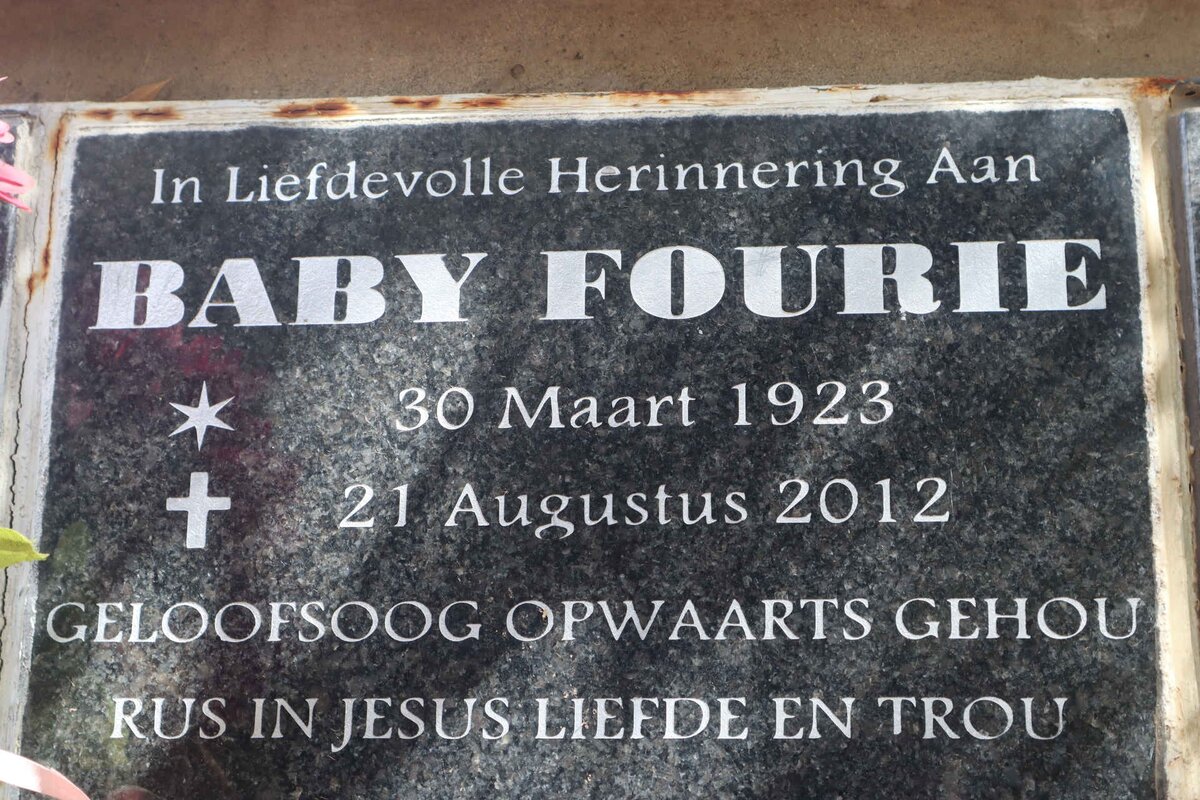 In Liefdevolle Herinnering Aan
BABY FOURIE
30 Maart 1923
21 Augustus 2012
GELOOFSOOG OPWAARTS GEHOU
RUS IN JESUS LIEFDE EN TROU